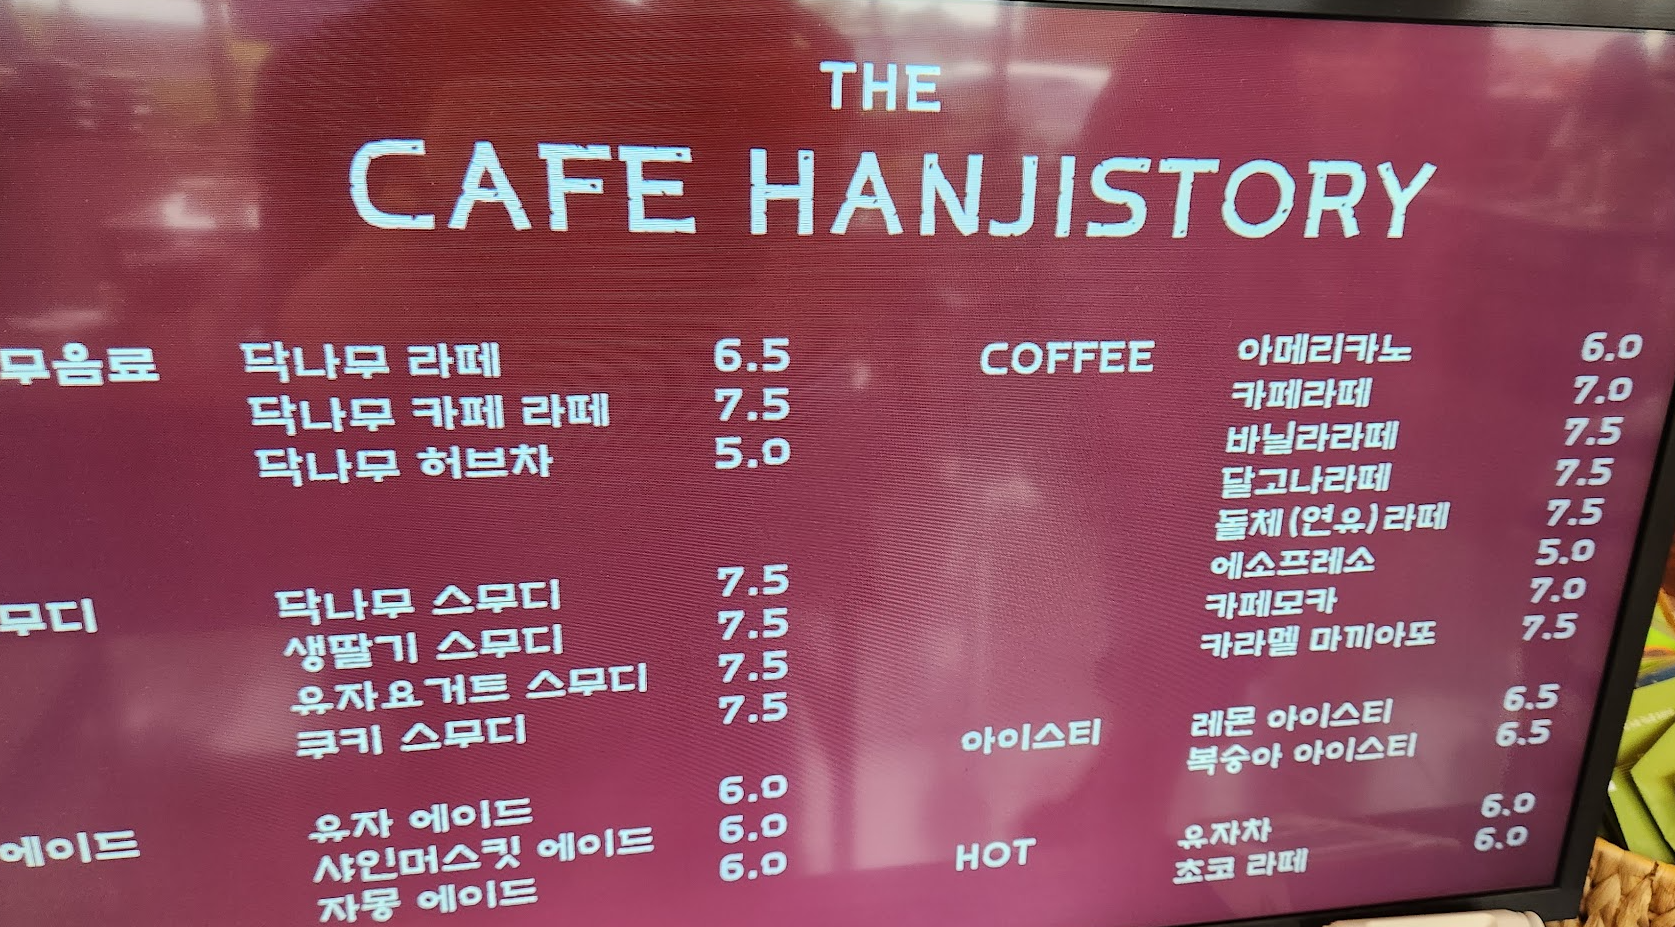 THE
CAFE HANJISTORY
무음료 닥나무 라떼 6.5
닥나무 카페 라떼 7.5
닥나무 허브차 5.0
무디 닥나무 스무디 7.5
생딸기 스무디 7.5
유자요거트 스무디 7.5
쿠키 스무디 7.5
에이드 유자 에이드 6.0
샤인머스킷 에이드 6.0
자몽 에이드 6.0
COFFEE 아메리카노 6.0
카페라떼 7.0
바닐라라떼 7.5
달고나라떼 7.5
돌체(연유)라떼 7.5
에소프레소 5.0
카페모카 7.0
카라멜 마끼아또 7.5
아이스티 레몬 아이스티 6.5
복숭아 아이스티 6.5
HOT 유자차 6.0
초코 라떼 6.0